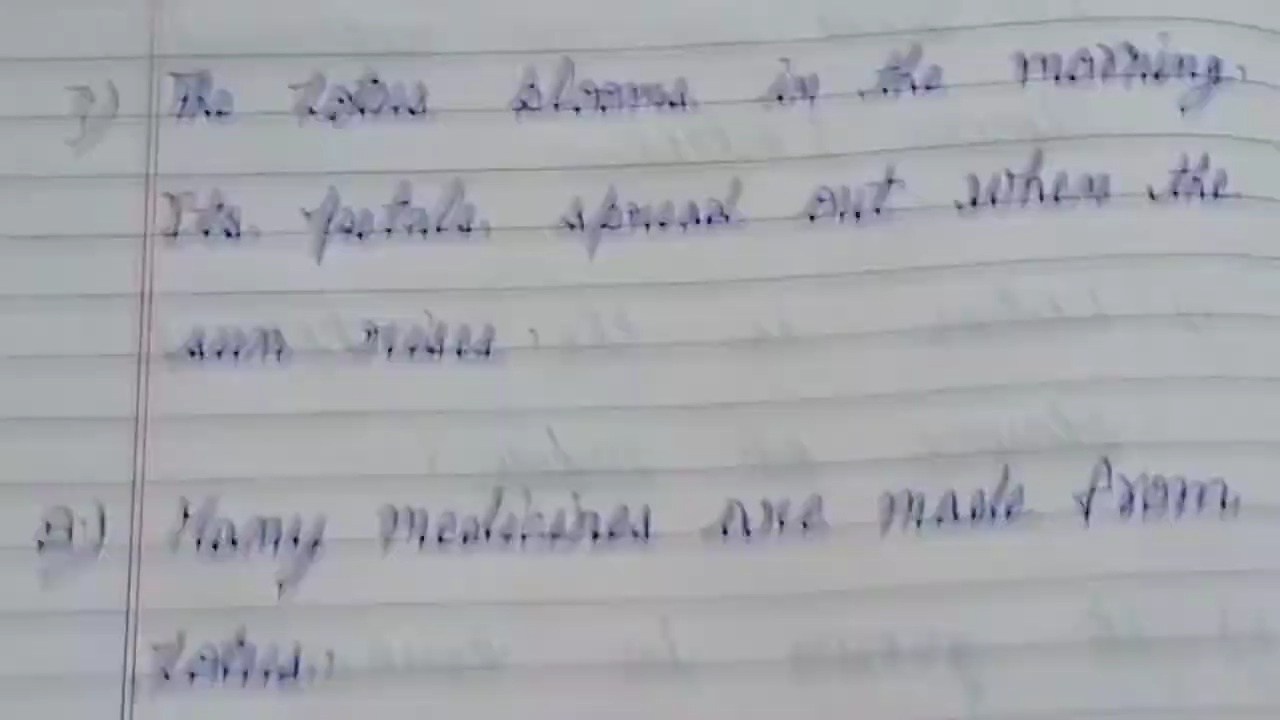 7) The Lotus blooms in the morning.
Its petals spread out when the
sun rises.
8) Many medicines are made from
Lotus.